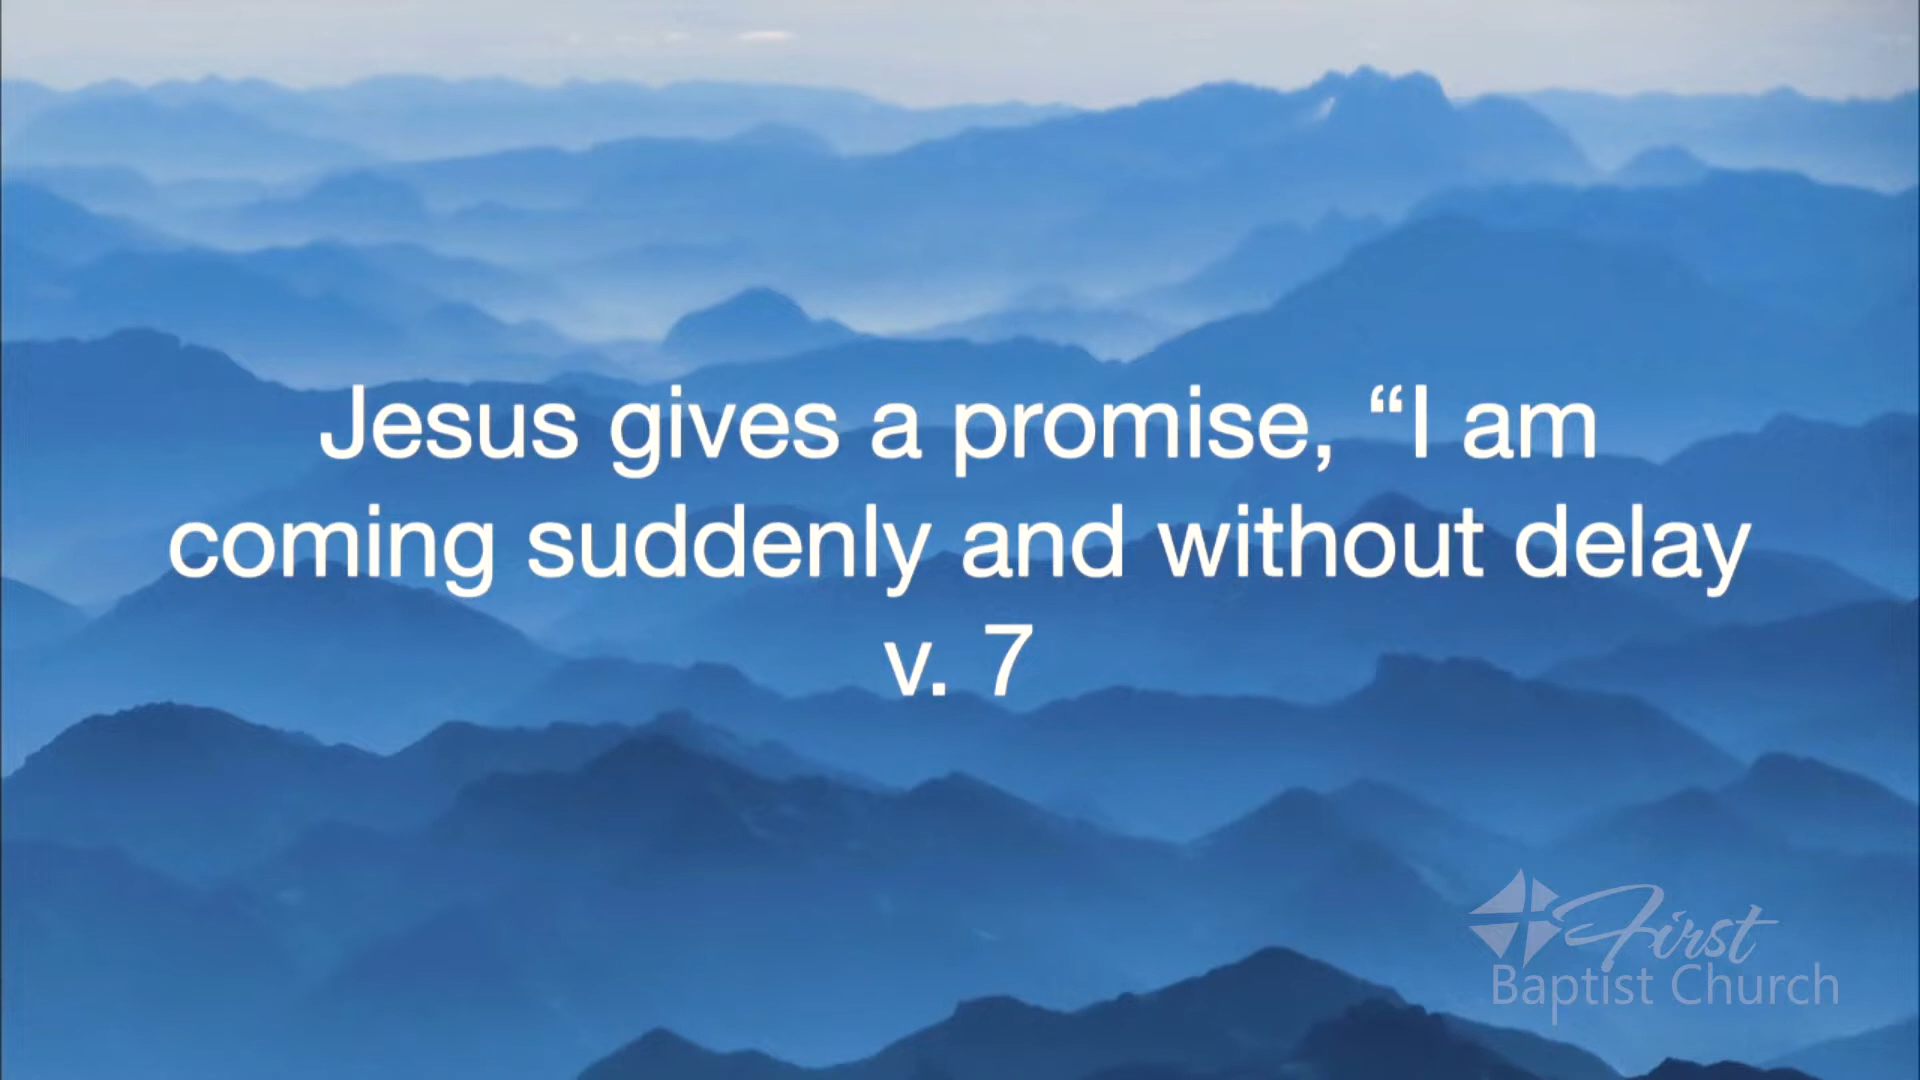 Jesus gives a promise, “I am
coming suddenly and without delay
v. 7
First
Baptist Church